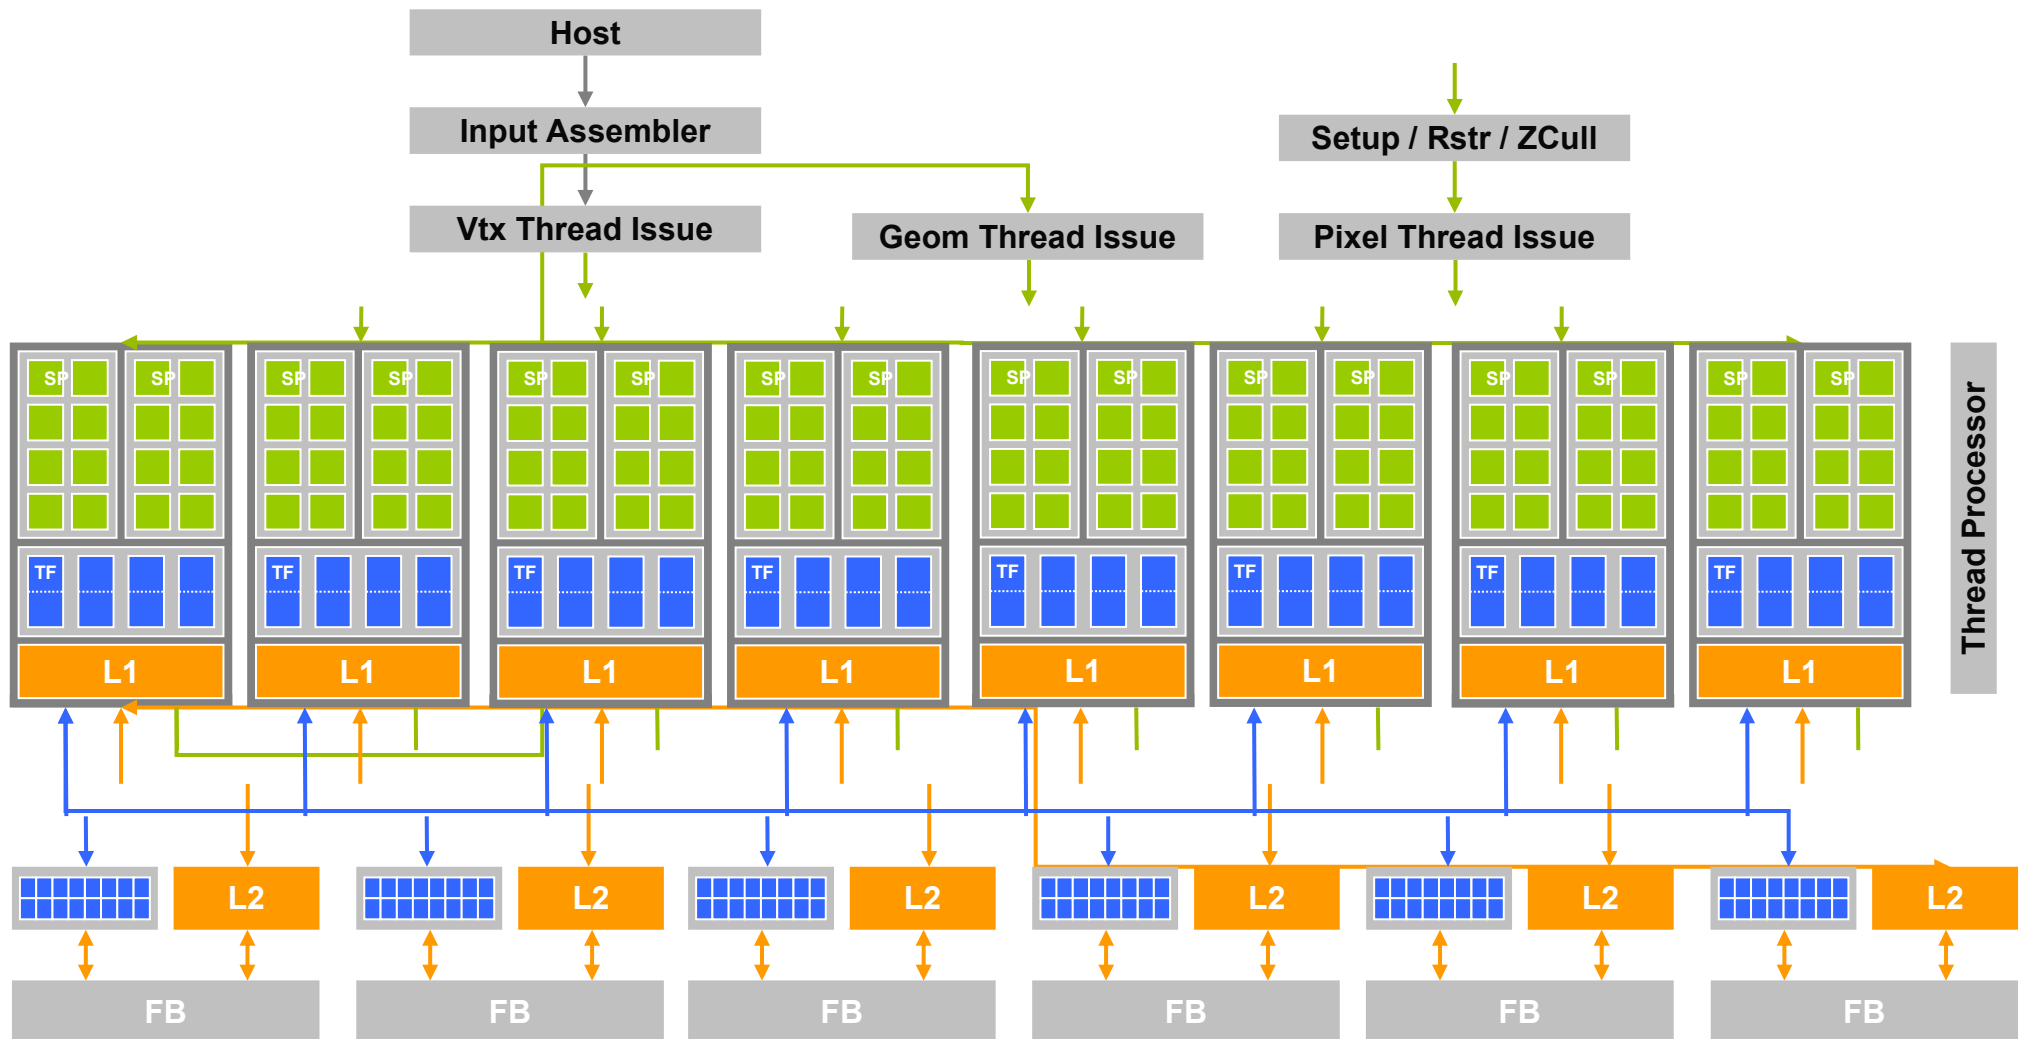 Host
Input Assembler
Setup / Rstr / ZCull
Vtx Thread Issue
Geom Thread Issue
Pixel Thread Issue
SP SP SP SP SP SP SP SP SP SP SP SP SP SP SP SP
Thread Processor
TF TF TF TF TF TF TF TF
L1 L1 L1 L1 L1 L1 L1 L1
L2 L2 L2 L2 L2 L2
FB FB FB FB FB FB